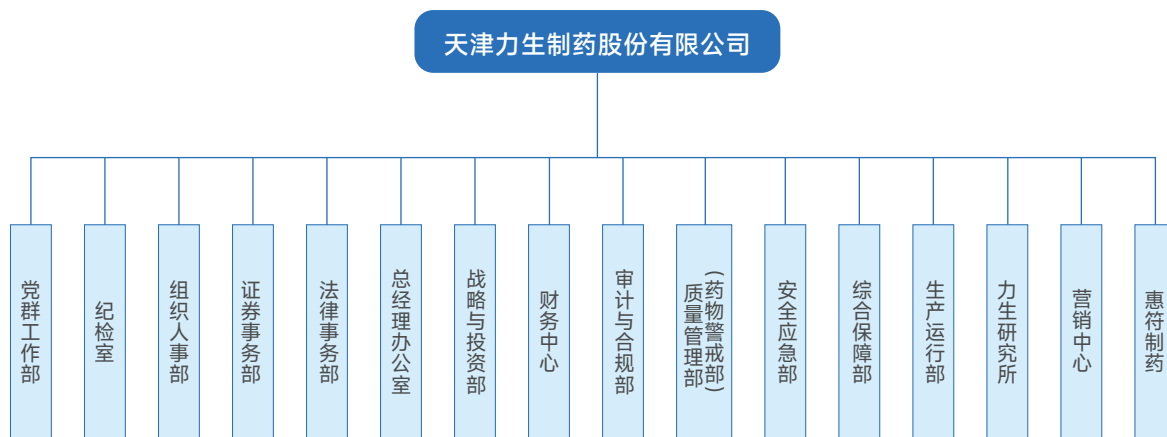 天津力生制药股份有限公司
党群工作部
纪检室
组织人事部
证券事务部
法律事务部
总经理办公室
战略与投资部
财务中心
审计与合规部
质量管理部
(药物警戒部)
安全应急部
综合保障部
生产运行部
力生研究所
营销中心
惠符制药